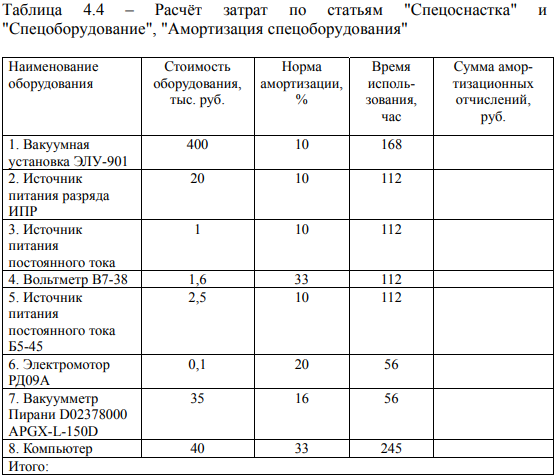 Таблица 4.4 – Расчёт затрат по статьям "Спецоснастка" и
"Спецоборудование", "Амортизация спецоборудования"
Наименование оборудования | Стоимость оборудования, тыс. руб. | Норма амортизации, % | Время исполь-зования, час | Сумма амор-тизационных отчислений, руб.
1. Вакуумная установка ЭЛУ-901 | 400 | 10 | 168
2. Источник питания разряда ИПР | 20 | 10 | 112
3. Источник питания постоянного тока | 1 | 10 | 112
4. Вольтметр В7-38 | 1,6 | 33 | 112
5. Источник питания постоянного тока Б5-45 | 2,5 | 10 | 112
6. Электромотор РД09А | 0,1 | 20 | 56
7. Вакуумметр Пирани D02378000 APGX-L-150D | 35 | 16 | 56
8. Компьютер | 40 | 33 | 245
Итого: